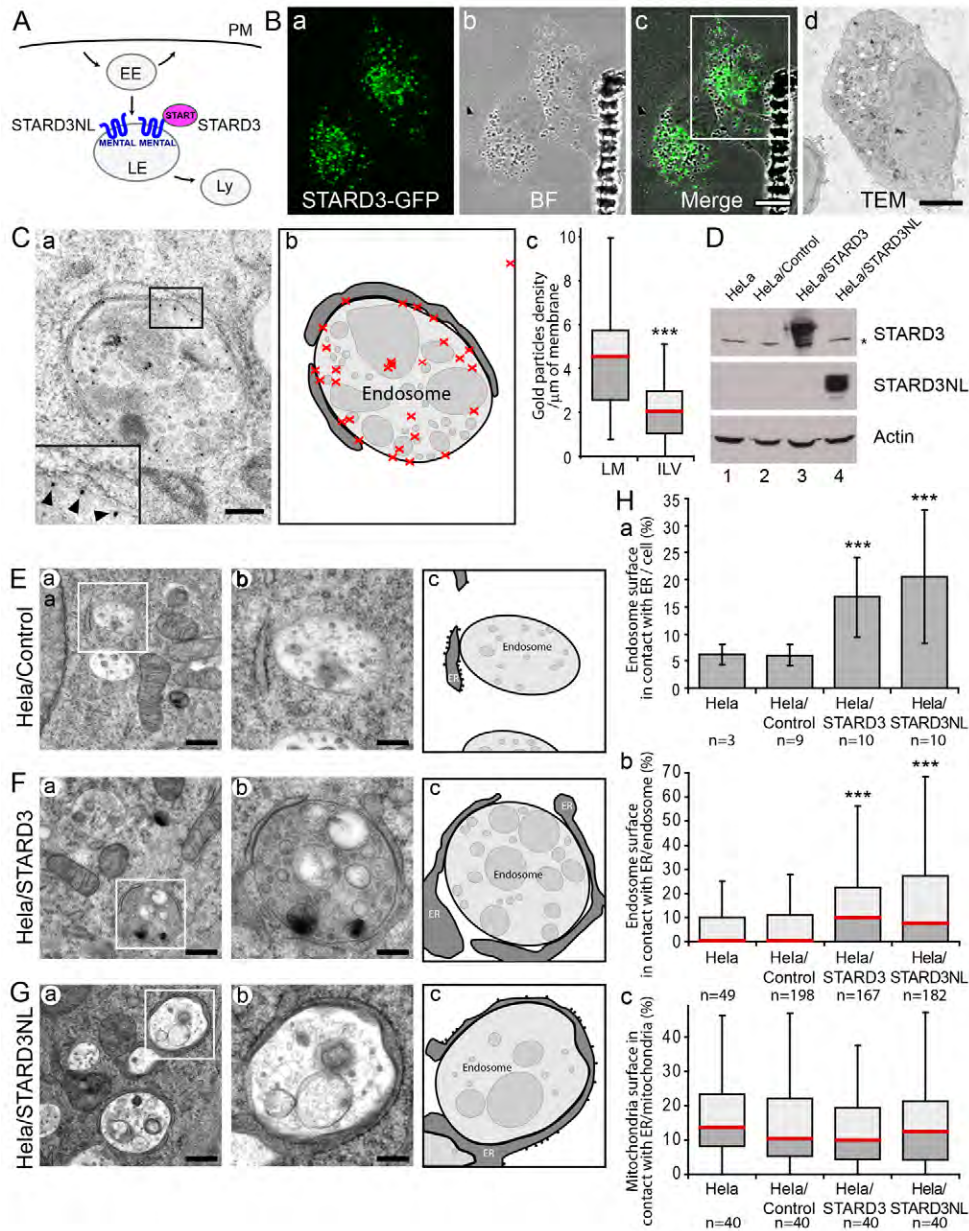 A
PM
EE
STARD3NL
START
STARD3
MENTAL MENTAL
LE
Ly
B
a
b
c
d
STARD3-GFP
BF
Merge
TEM
C
a
b
Endosome
c
Gold particles density
/µm of membrane
10
8
6
4
2
0
***
LM
ILV
D
HeLa
HeLa/Control
HeLa/STARD3
HeLa/STARD3NL
STARD3
*
STARD3NL
Actin
1 2 3 4
E
Hela/Control
a
a
b
c
Endosome
ER
F
Hela/STARD3
a
b
c
ER
Endosome
ER
G
Hela/STARD3NL
a
b
c
Endosome
ER
H
a
Endosome surface
in contact with ER / cell (%)
35
30
25
20
15
10
5
0
***
***
Hela
Hela/
Control
Hela/
STARD3
Hela/
STARD3NL
n=3
n=9
n=10
n=10
b
Endosome surface
in contact with ER/endosome (%)
70
60
50
40
30
20
10
0
***
***
Hela
Hela/
Control
Hela/
STARD3
Hela/
STARD3NL
n=49
n=198
n=167
n=182
c
Mitochondria surface in
contact with ER/mitochondria (%)
50
40
30
20
10
0
Hela
Hela/
Control
Hela/
STARD3
Hela/
STARD3NL
n=40
n=40
n=40
n=40